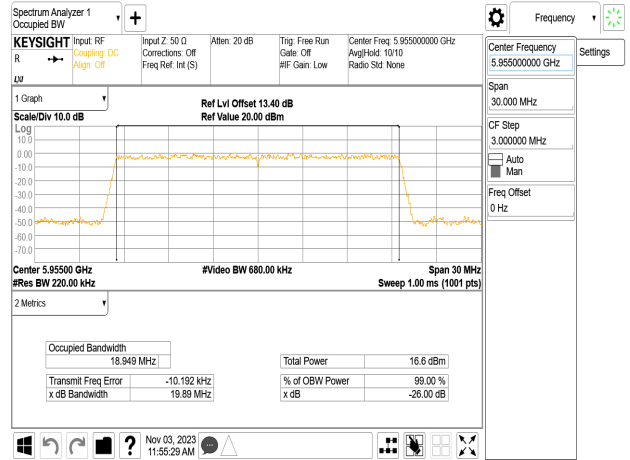 Spectrum Analyzer 1
Occupied BW
Frequency
KEYSIGHT
R
Input: RF
Coupling: DC
Align: Off
Input Z: 50 Ω
Corrections: Off
Freq Ref: Int (S)
Atten: 20 dB
Trig: Free Run
Gate: Off
#IF Gain: Low
Center Freq: 5.955000000 GHz
Avg|Hold: 10/10
Radio Std: None
LXI
Center Frequency
5.955000000 GHz
Settings
Span
30.000 MHz
CF Step
3.000000 MHz
Auto
Man
Freq Offset
0 Hz
1 Graph
Scale/Div 10.0 dB
Ref Lvl Offset 13.40 dB
Ref Value 20.00 dBm
Log
10.0
0.00
-10.0
-20.0
-30.0
-40.0
-50.0
-60.0
-70.0
Center 5.95500 GHz
#Res BW 220.00 kHz
#Video BW 680.00 kHz
Span 30 MHz
Sweep 1.00 ms (1001 pts)
2 Metrics
Occupied Bandwidth
18.949 MHz
Total Power 16.6 dBm
Transmit Freq Error -10.192 kHz
% of OBW Power 99.00 %
x dB Bandwidth 19.89 MHz
x dB -26.00 dB
?
Nov 03, 2023
11:55:29 AM